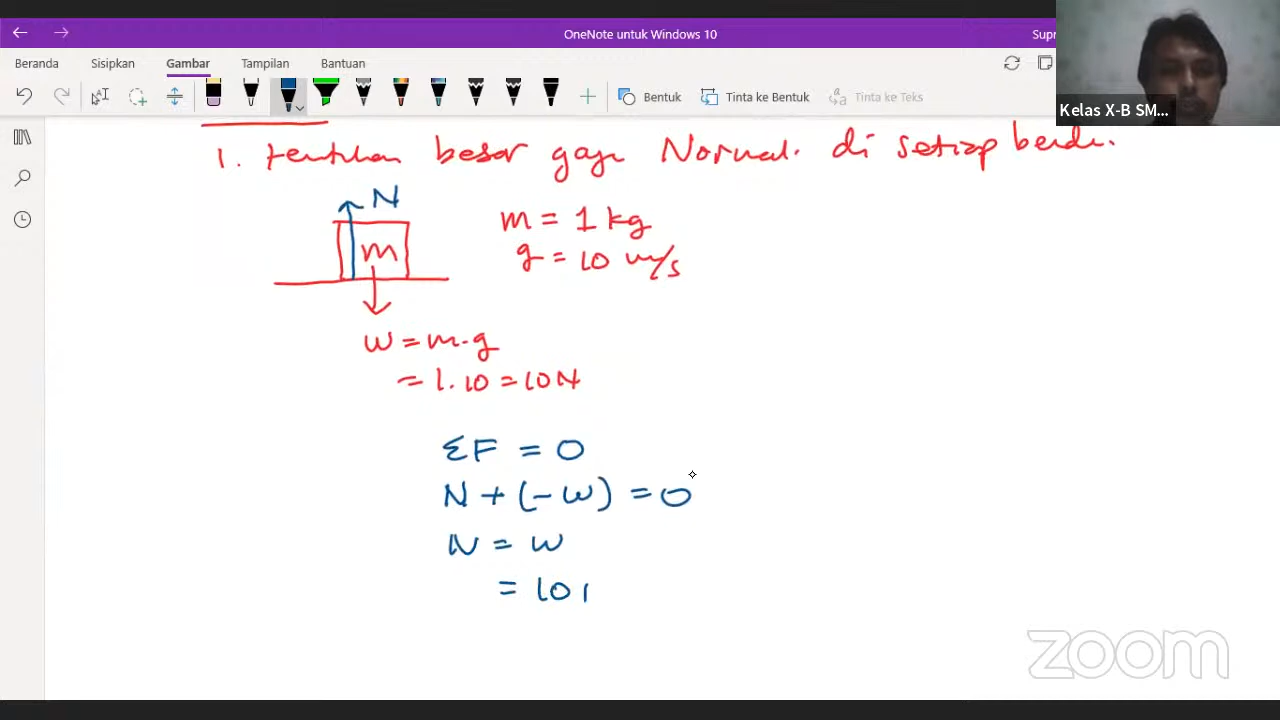 OneNote untuk Windows 10
Beranda Sisipkan Gambar Tampilan Bantuan
Bentuk Tinta ke Bentuk Tinta ke Teks
Kelas X-B SM...
1. tentukan besar gaya Normal. di setiap benda.
N
m
m = 1 kg
g = 10 m/s
w = m.g
= 1.10 = 10N
ΣF = 0
N + (-w) = 0
N = w
= 10
zoom